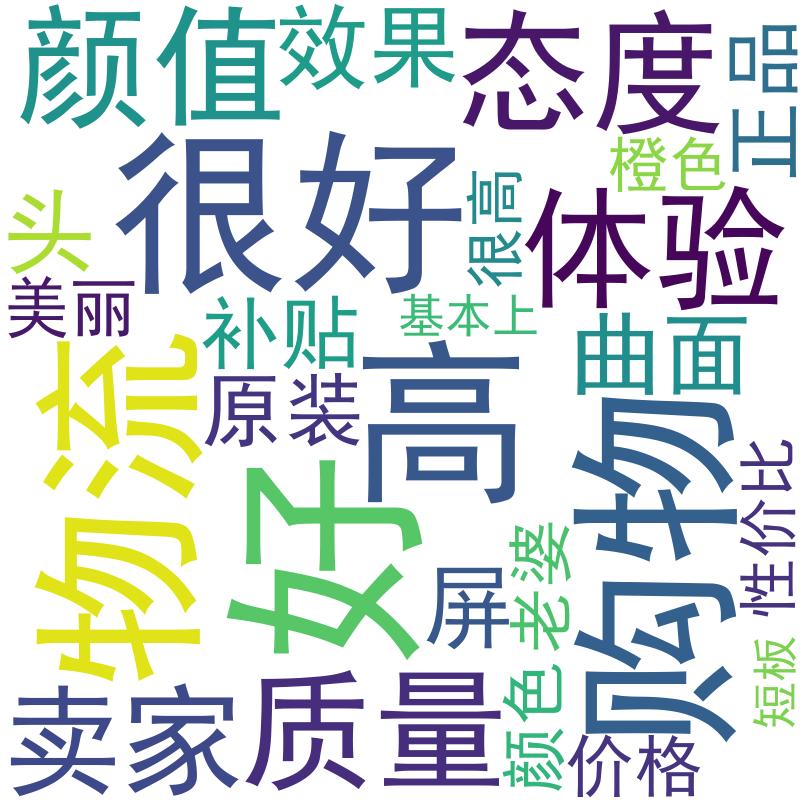 颜值
效果
态度
正品
很好
橙色
头
很高
体验
美丽
补贴
基本上
曲面
物流
原装
高
购物
好
性价比
屏
老婆
卖家
质量
颜色
短板
价格